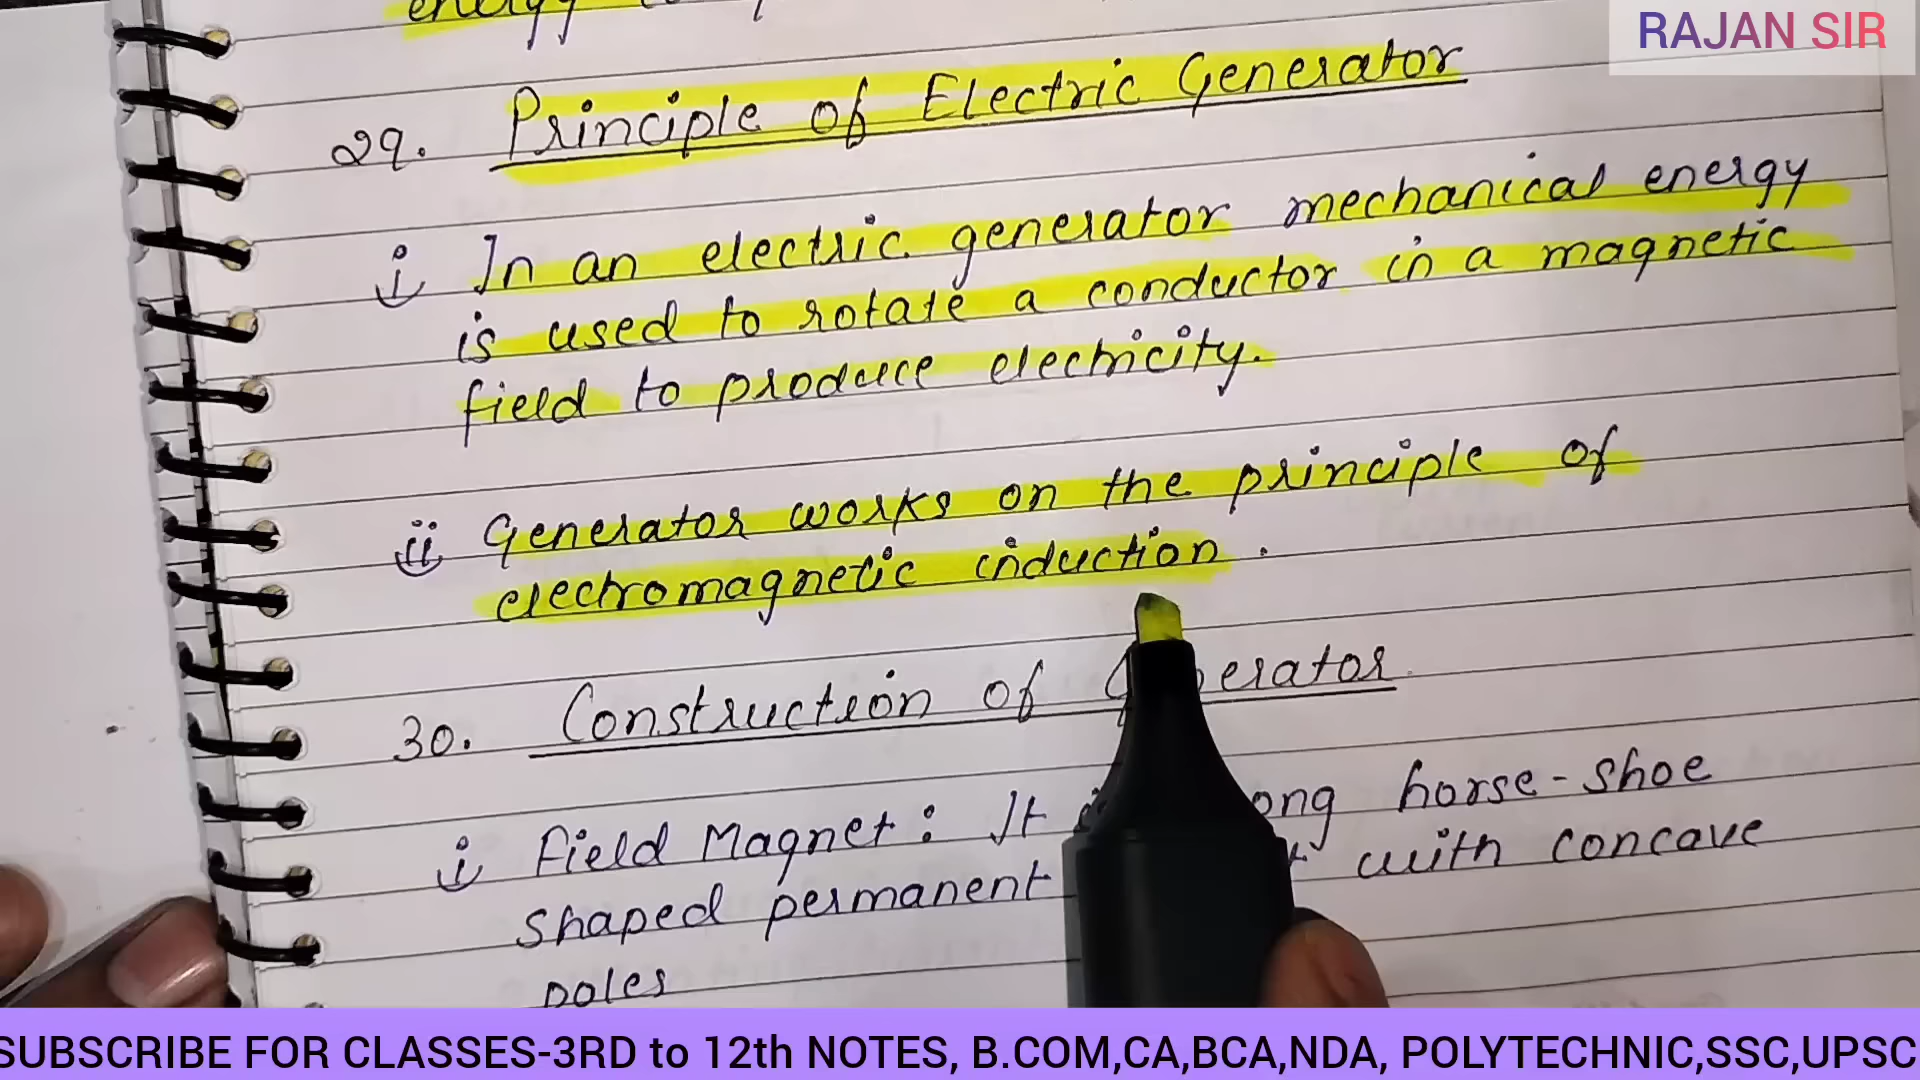 energy
RAJAN SIR
29. Principle of Electric Generator
i In an electric generator mechanical energy
is used to rotate a conductor in a magnetic
field to produce electricity.
ii Generator works on the principle of
electromagnetic induction.
30. Construction of Generator
i Field Magnet: It horse-shoe
shaped permanent with concave
poles
SUBSCRIBE FOR CLASSES-3RD to 12th NOTES, B.COM,CA,BCA,NDA, POLYTECHNIC,SSC,UPSC